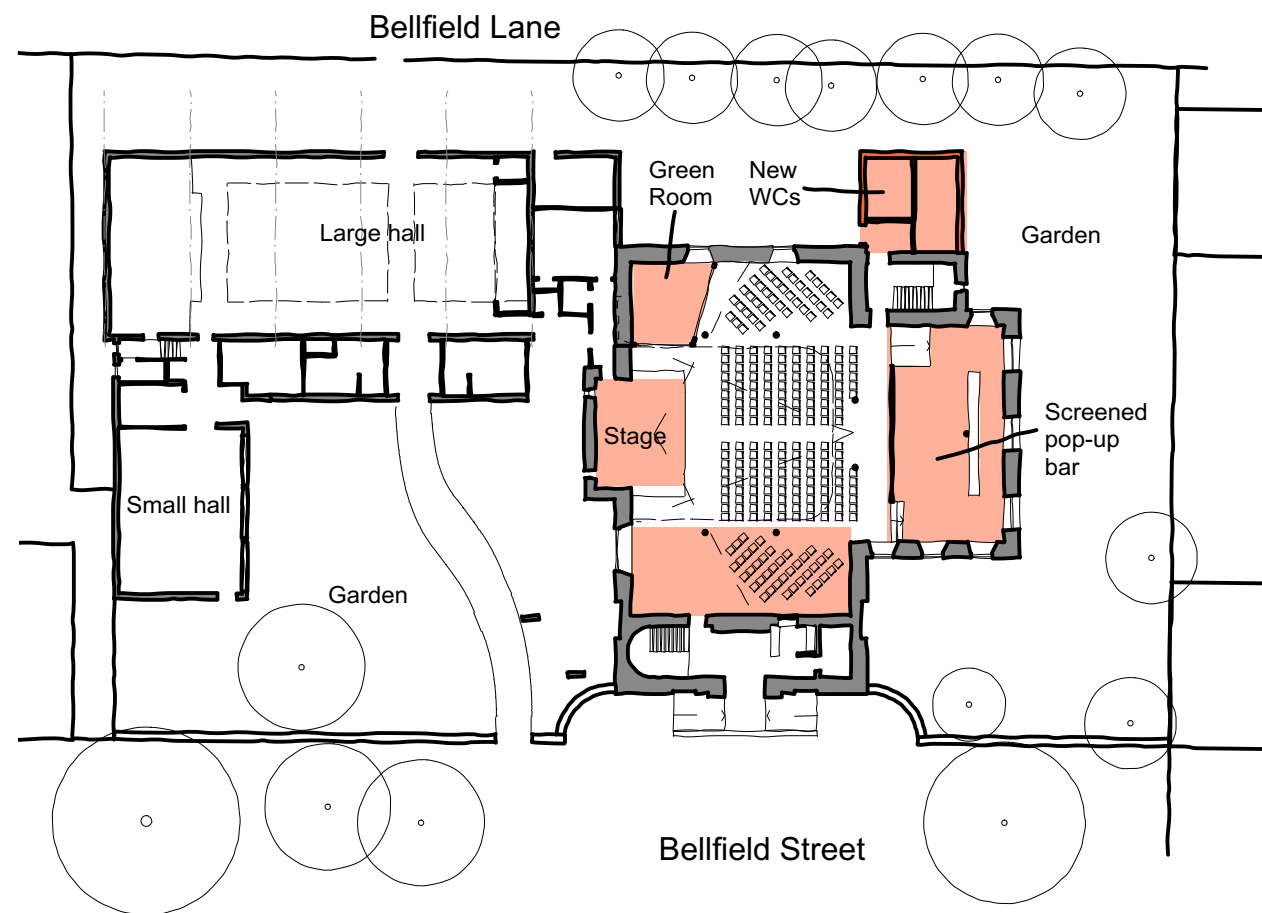 Bellfield Lane
Green
Room
New
WCs
Large hall
Garden
Stage
Screened
pop-up
bar
Small hall
Garden
Bellfield Street